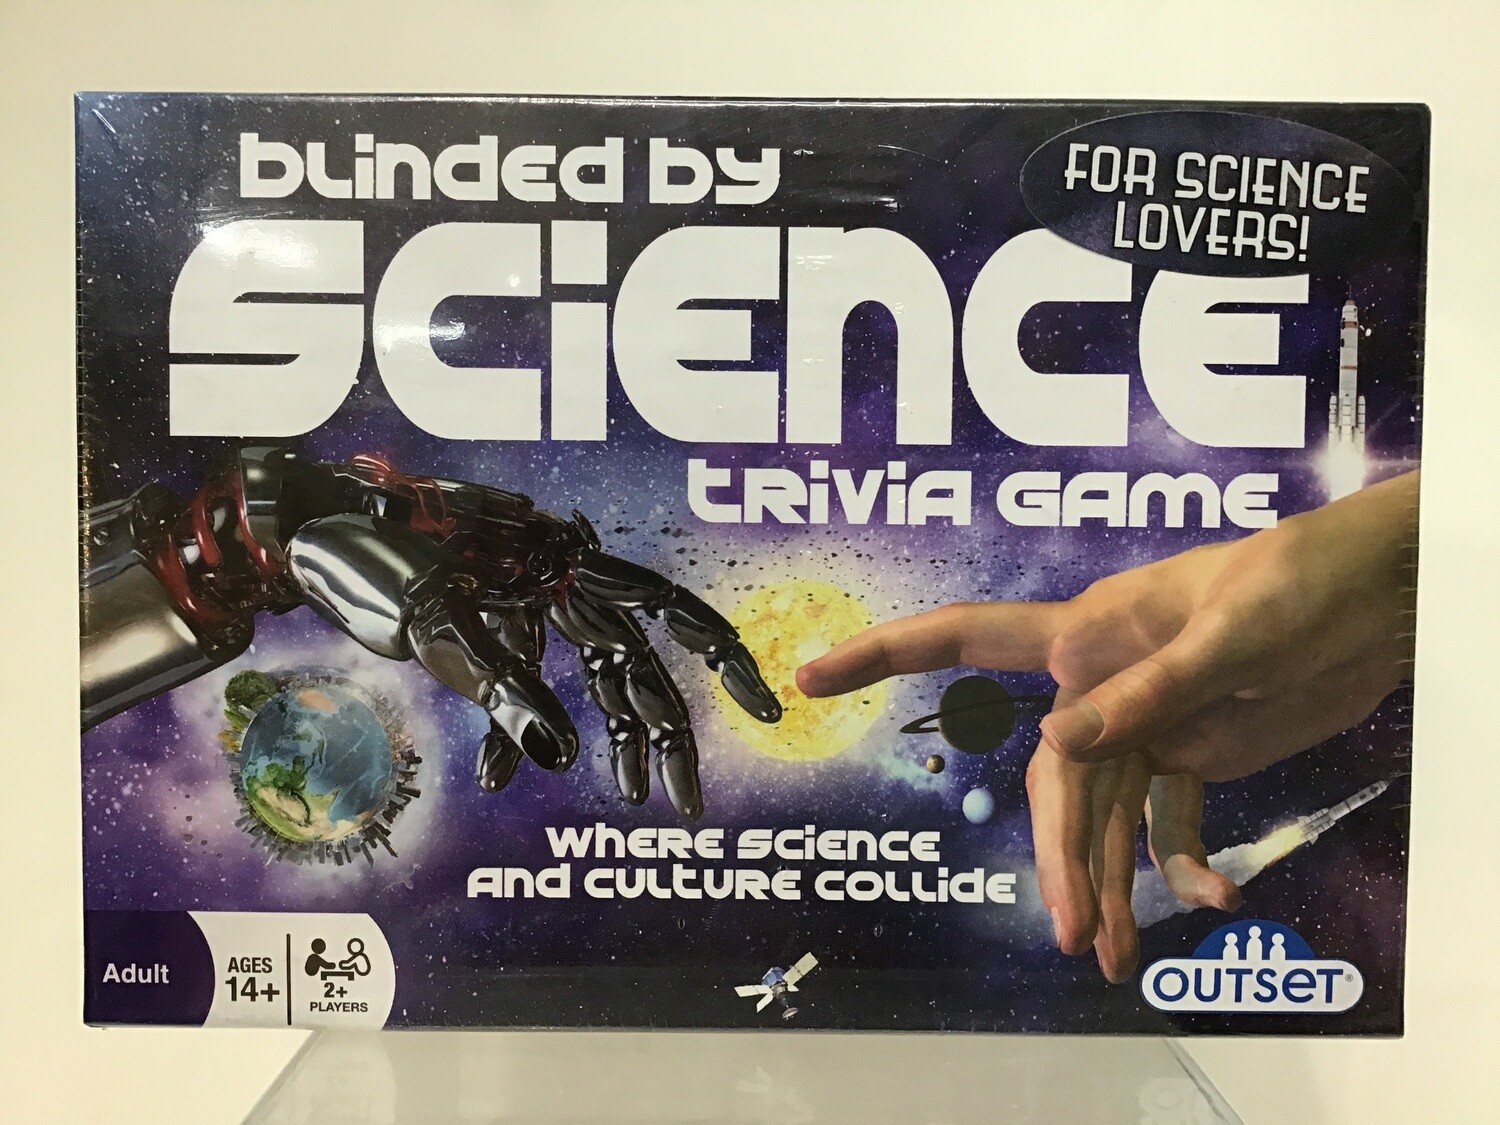 blinded by
SCiENCE
FOR SCIENCE
LOVERS!
TRiViA GAME
WHERE SCiENCE
AND CULTURE COLLIDE
Adult
AGES
14+
2+
PLAYERS
OUTSET®